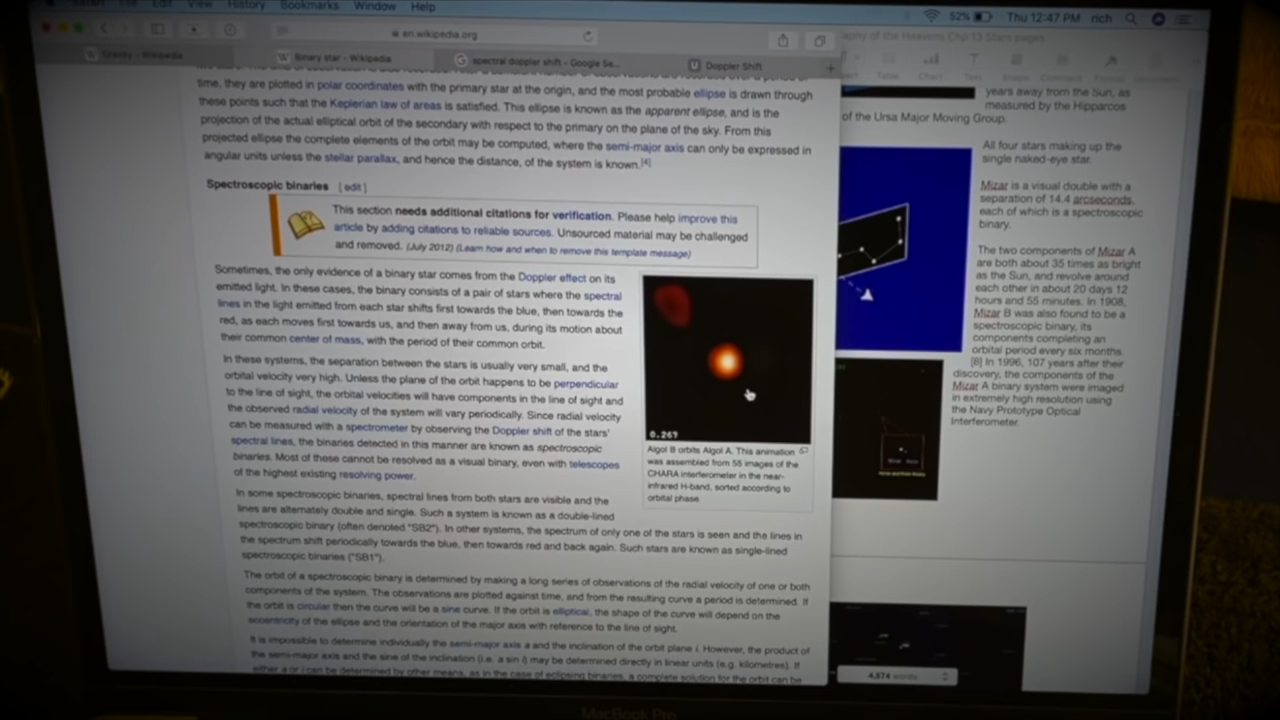 Safari File Edit View History Bookmarks Window Help
52% Thu 12:47 PM rich
en.wikipedia.org
Gravity - Wikipedia
Binary star - Wikipedia
spectral doppler shift - Google Se...
Doppler Shift
time, they are plotted in polar coordinates with the primary star at the origin, and the most probable ellipse is drawn through
these points such that the Keplerian law of areas is satisfied. This ellipse is known as the apparent ellipse, and is the
projection of the actual elliptical orbit of the secondary with respect to the primary on the plane of the sky. From this
projected ellipse the complete elements of the orbit may be computed, where the semi-major axis can only be expressed in
angular units unless the stellar parallax, and hence the distance, of the system is known.[4]
Spectroscopic binaries [edit]
This section needs additional citations for verification. Please help improve this
article by adding citations to reliable sources. Unsourced material may be challenged
and removed. (July 2012) (Learn how and when to remove this template message)
Sometimes, the only evidence of a binary star comes from the Doppler effect on its
emitted light. In these cases, the binary consists of a pair of stars where the spectral
lines in the light emitted from each star shifts first towards the blue, then towards the
red, as each moves first towards us, and then away from us, during its motion about
their common center of mass, with the period of their common orbit.
In these systems, the separation between the stars is usually very small, and the
orbital velocity very high. Unless the plane of the orbit happens to be perpendicular
to the line of sight, the orbital velocities will have components in the line of sight and
the observed radial velocity of the system will vary periodically. Since radial velocity
can be measured with a spectrometer by observing the Doppler shift of the stars'
spectral lines, the binaries detected in this manner are known as spectroscopic
binaries. Most of these cannot be resolved as a visual binary, even with telescopes
of the highest existing resolving power.
0.267
Algol B orbits Algol A. This animation
was assembled from 55 images of the
CHARA interferometer in the near-
infrared H-band, sorted according to
orbital phase.
In some spectroscopic binaries, spectral lines from both stars are visible and the
lines are alternately double and single. Such a system is known as a double-lined
spectroscopic binary (often denoted "SB2"). In other systems, the spectrum of only one of the stars is seen and the lines in
the spectrum shift periodically towards the blue, then towards red and back again. Such stars are known as single-lined
spectroscopic binaries ("SB1").
The orbit of a spectroscopic binary is determined by making a long series of observations of the radial velocity of one or both
components of the system. The observations are plotted against time, and from the resulting curve a period is determined. If
the orbit is circular then the curve will be a sine curve. If the orbit is elliptical, the shape of the curve will depend on the
eccentricity of the ellipse and the orientation of the major axis with reference to the line of sight.
It is impossible to determine individually the semi-major axis a and the inclination of the orbit plane i. However, the product of
the semi-major axis and the sine of the inclination (i.e. a sin i) may be determined directly in linear units (e.g. kilometres). If
either a or i can be determined by other means, as in the case of eclipsing binaries, a complete solution for the orbit can be
of the Heavens Chp 13 Stars pages
Table Chart Text Shape Comment
years away from the Sun, as
measured by the Hipparcos
of the Ursa Major Moving Group.
All four stars making up the
single naked-eye star.
Mizar is a visual double with a
separation of 14.4 arcseconds,
each of which is a spectroscopic
binary.
The two components of Mizar A
are both about 35 times as bright
as the Sun, and revolve around
each other in about 20 days 12
hours and 55 minutes. In 1908,
Mizar B was also found to be a
spectroscopic binary, its
components completing an
orbital period every six months.
[8] In 1996, 107 years after their
discovery, the components of the
Mizar A binary system were imaged
in extremely high resolution using
the Navy Prototype Optical
Interferometer.
4,574 words
MacBook Pro